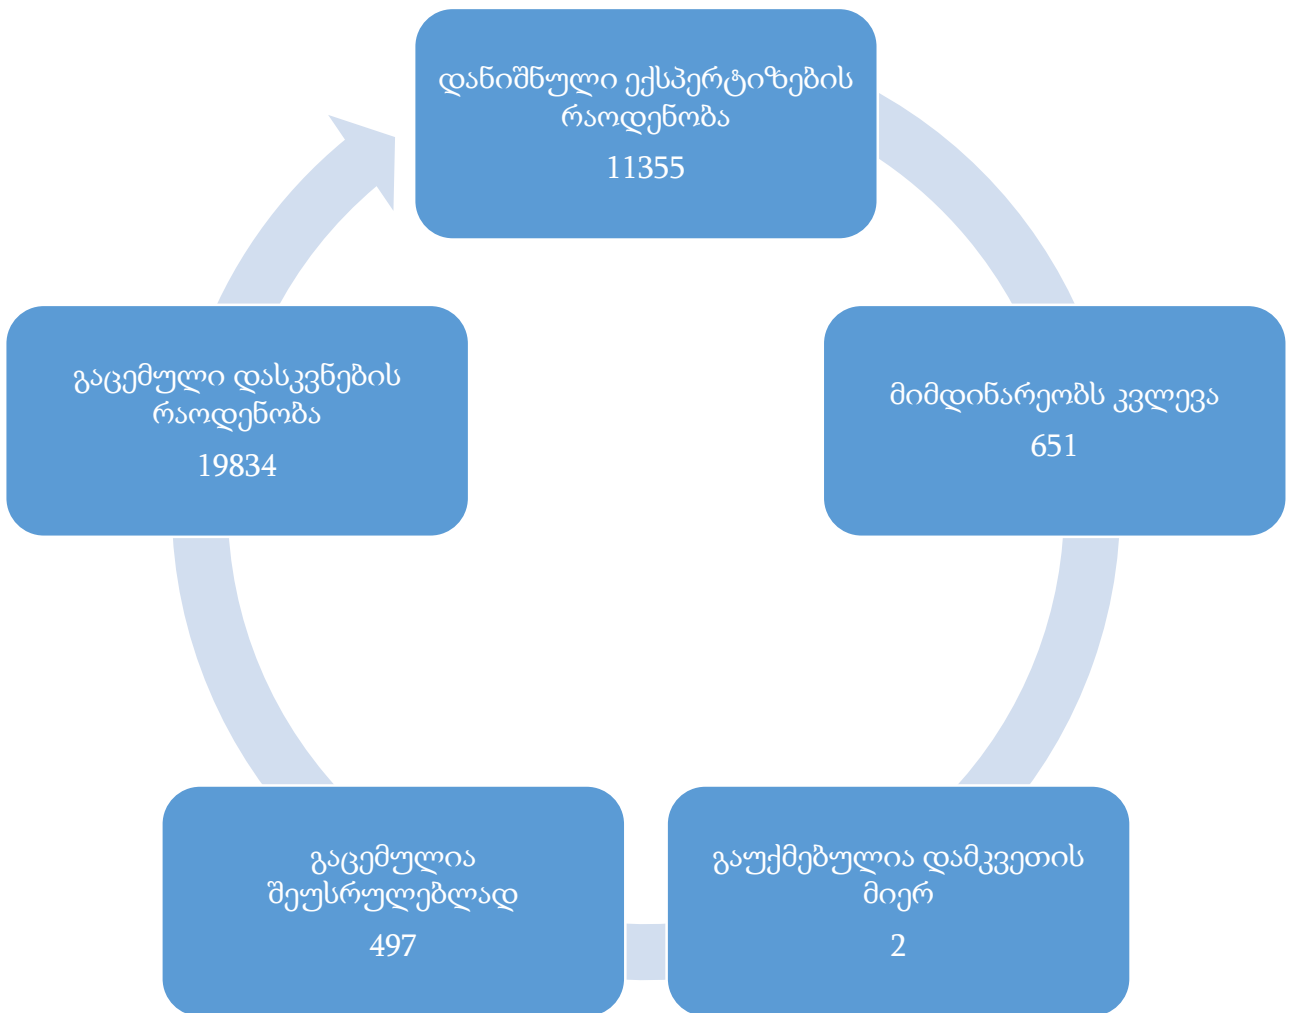 დანიშნული ექსპერტიზების
რაოდენობა
11355
მიმდინარეობს კვლევა
651
გაუქმებულია დამკვეთის
მიერ
2
გაცემულია
შეუსრულებლად
497
გაცემული დასკვნების
რაოდენობა
19834